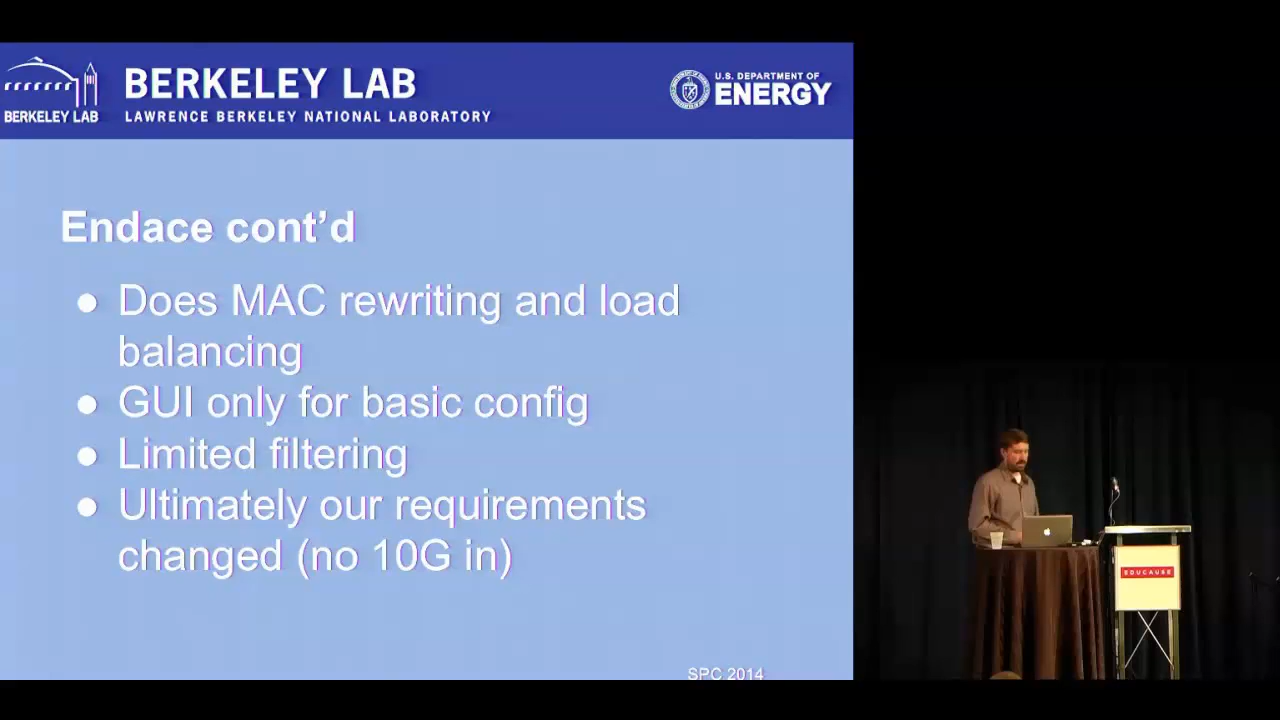 BERKELEY LAB
BERKELEY LAB
LAWRENCE BERKELEY NATIONAL LABORATORY
U.S. DEPARTMENT OF
ENERGY
Endace cont’d
● Does MAC rewriting and load
balancing
● GUI only for basic config
● Limited filtering
● Ultimately our requirements
changed (no 10G in)
SPC 2014
EDUCAUSE